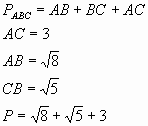 P_ABC = AB + BC + AC
AC = 3
AB = √8
CB = √5
P = √8 + √5 + 3